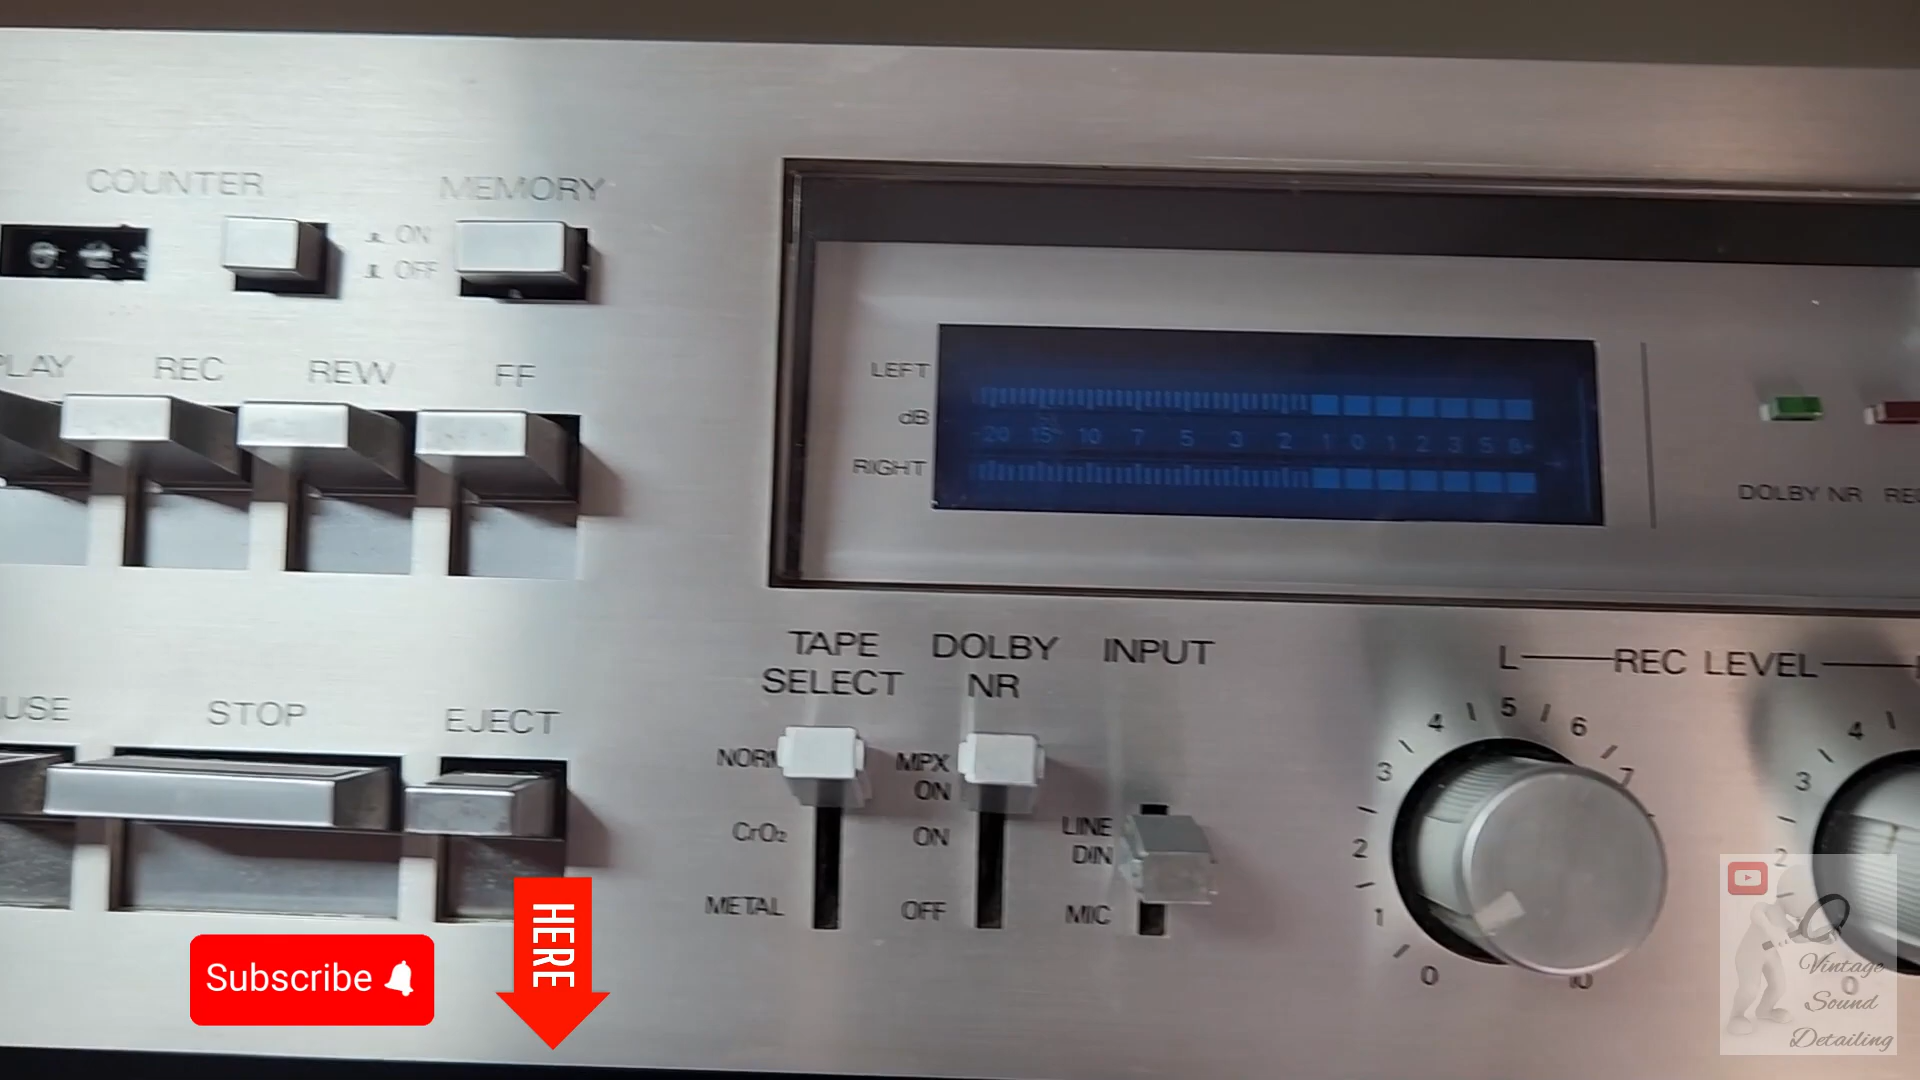 COUNTER
MEMORY
ON
OFF
PLAY
REC
REW
FF
LEFT
dB
-20 15 10 7 5 3 2 1 0 1 2 3 5 8+
RIGHT
DOLBY NR
REC
TAPE SELECT
DOLBY NR
INPUT
L
REC LEVEL
USE
STOP
EJECT
NORM
MPX ON
CrO₂
ON
LINE
DIN
METAL
OFF
MIC
0 1 2 3 4 5 6 7 10
0 2 3 4
HERE
Subscribe
Vintage
Sound
Detailing